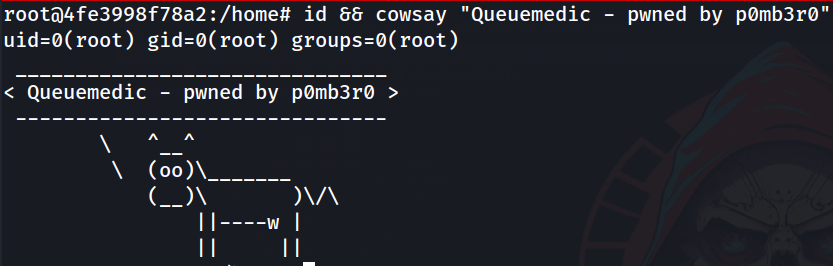 root@4fe3998f78a2:/home# id && cowsay "Queuemedic - pwned by p0mb3r0"
uid=0(root) gid=0(root) groups=0(root)
 _______________________________
< Queuemedic - pwned by p0mb3r0 >
 -------------------------------
        \   ^__^
         \  (oo)\_______
            (__)\       )\/\
                ||----w |
                ||     ||